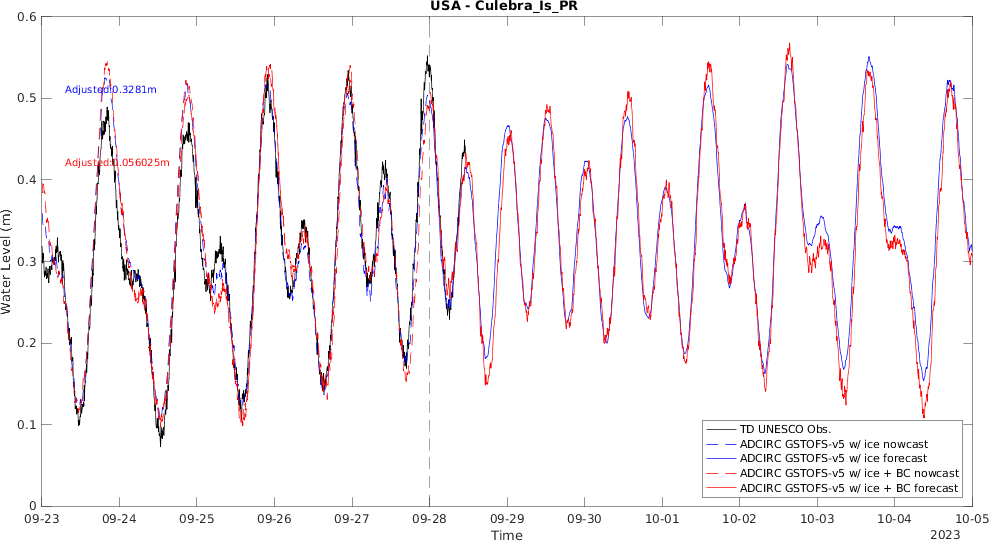 USA - Culebra_Is_PR
0.6
0.5
0.4
0.3
0.2
0.1
0
Water Level (m)
Adjusted:0.3281m
Adjusted:0.056025m
TD UNESCO Obs.
ADCIRC GSTOFS-v5 w/ ice nowcast
ADCIRC GSTOFS-v5 w/ ice forecast
ADCIRC GSTOFS-v5 w/ ice + BC nowcast
ADCIRC GSTOFS-v5 w/ ice + BC forecast
09-23 09-24 09-25 09-26 09-27 09-28 09-29 09-30 10-01 10-02 10-03 10-04 10-05
Time
2023